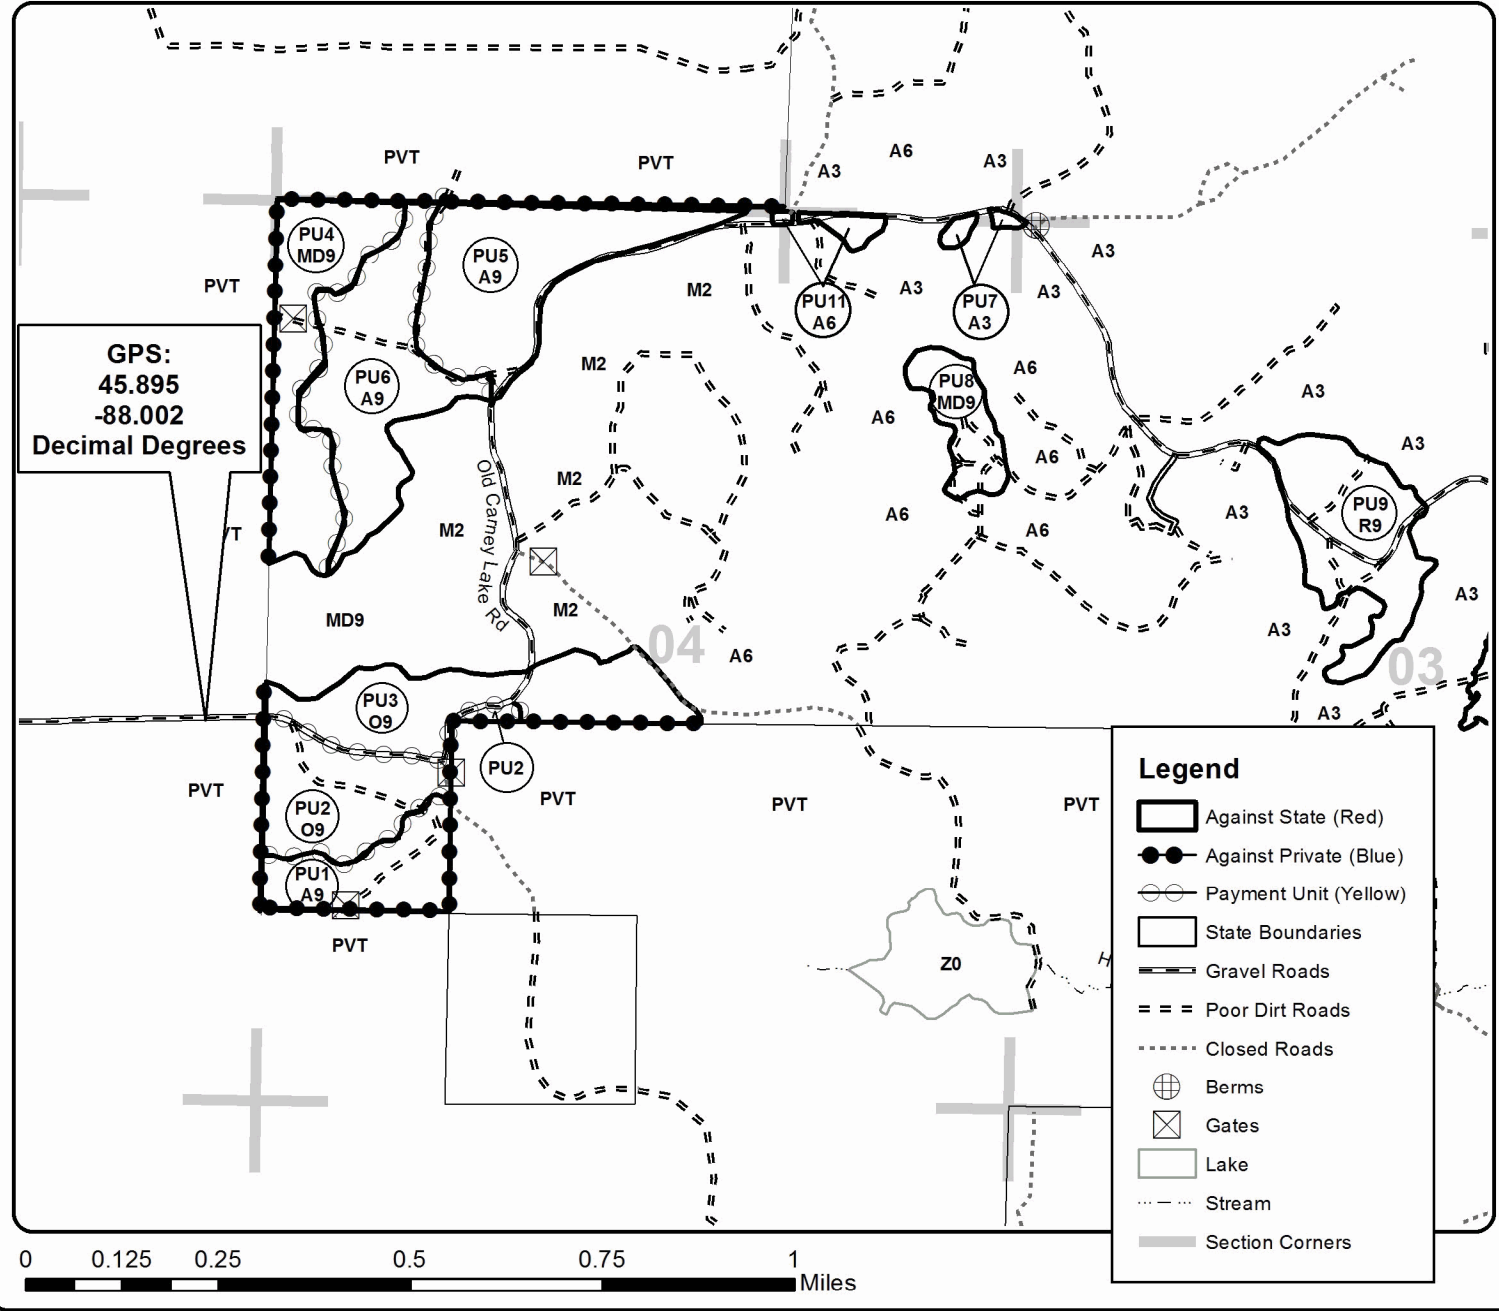 PVT
PVT
A6
A3
A3
PU4
MD9
PU5
A9
A3
PVT
M2
PU11
A6
A3
PU7
A3
A3
GPS:
45.895
-88.002
Decimal Degrees
M2
PU6
A9
PU8
MD9
A6
A3
A6
A6
A3
M2
Old Carney Lake Rd
M2
A6
A6
A3
PU9
R9
MD9
M2
A6
04
A3
A3
03
PU3
O9
A3
PVT
PU2
PVT
PVT
PVT
PU2
O9
PU1
A9
PVT
Z0
H
Legend
Against State (Red)
Against Private (Blue)
Payment Unit (Yellow)
State Boundaries
Gravel Roads
Poor Dirt Roads
Closed Roads
Berms
Gates
Lake
Stream
Section Corners
0 0.125 0.25 0.5 0.75 1
Miles